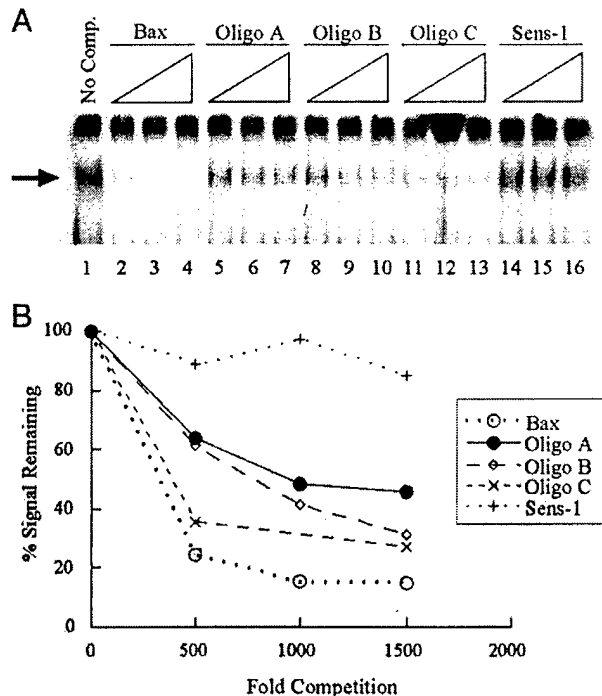 A
No Comp.
Bax
Oligo A
Oligo B
Oligo C
Sens-1
1 2 3 4 5 6 7 8 9 10 11 12 13 14 15 16
B
% Signal Remaining
100
80
60
40
20
0
0 500 1000 1500 2000
Fold Competition
Bax
Oligo A
Oligo B
Oligo C
Sens-1